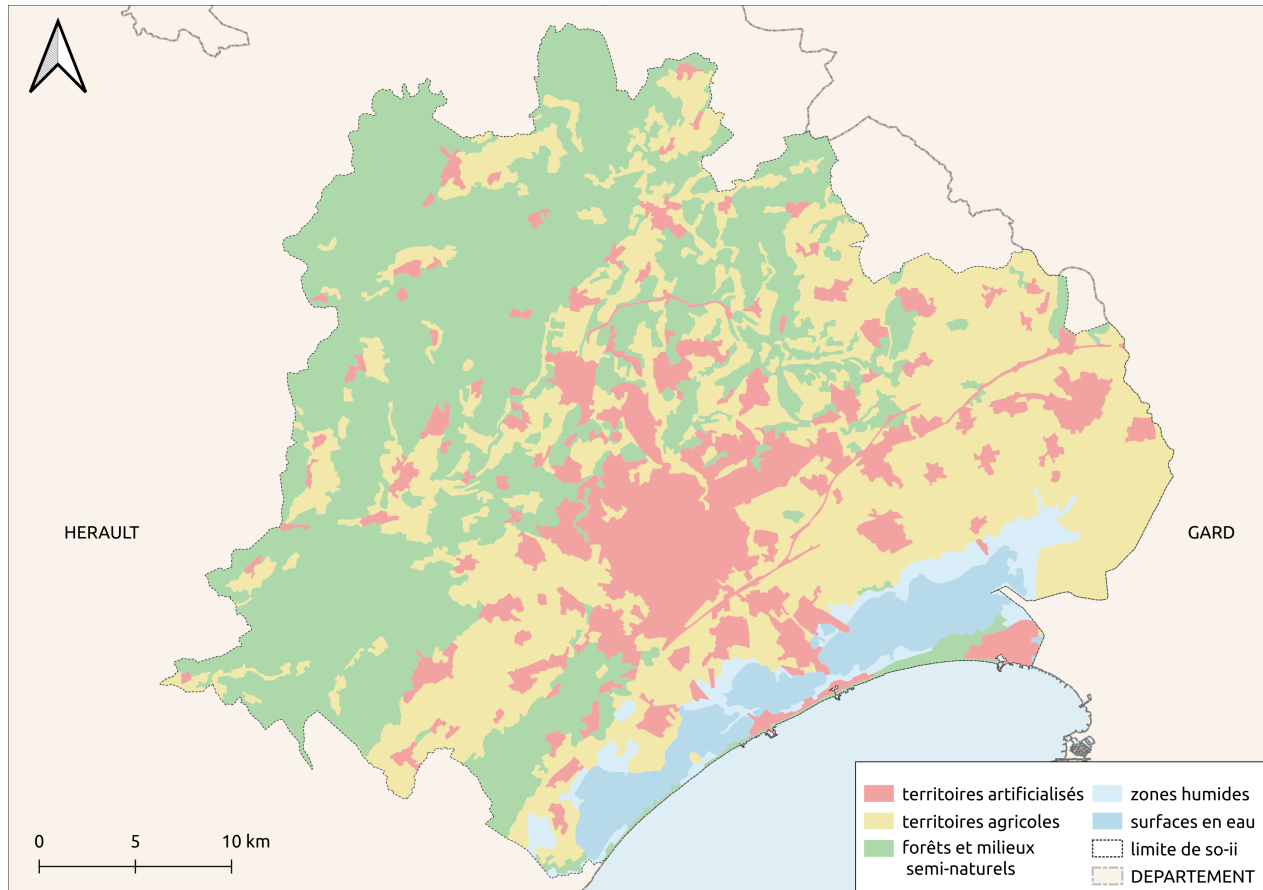 HERAULT
GARD
0 5 10 km
territoires artificialisés
territoires agricoles
forêts et milieux
semi-naturels
zones humides
surfaces en eau
limite de so-ii
DEPARTEMENT